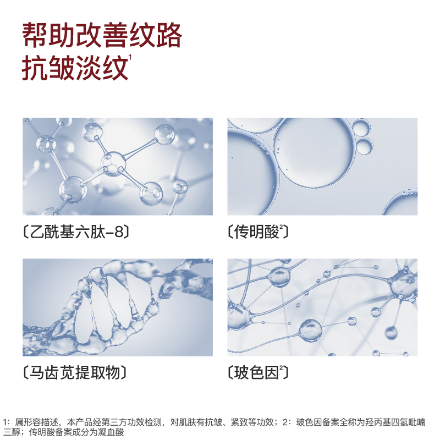 帮助改善纹路
抗皱淡纹¹
〔乙酰基六肽-8〕
〔传明酸²〕
〔马齿苋提取物〕
〔玻色因²〕
1：属形容描述，本产品经第三方功效检测，对肌肤有抗皱、紧致等功效；2：玻色因备案全称为羟丙基四氢吡喃
三醇；传明酸备案成分为凝血酸